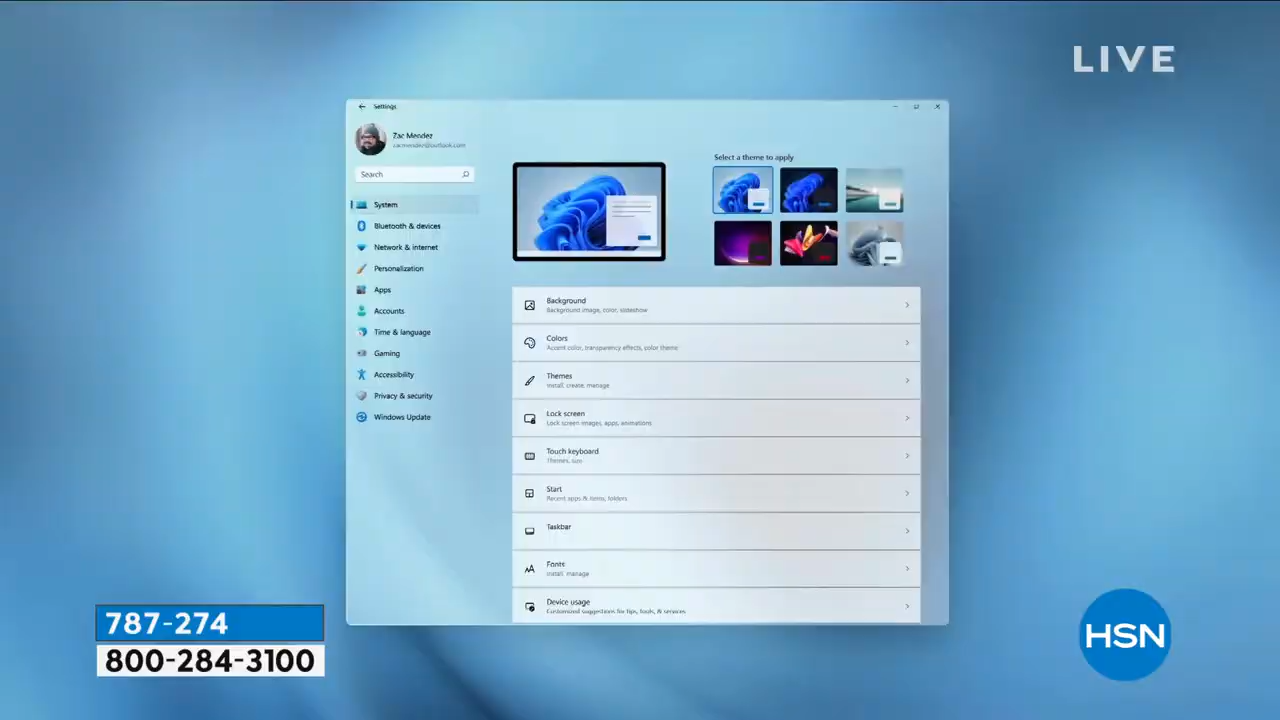 LIVE
Settings
Zac Mendez
zacmendez@outlook.com
Search
System
Bluetooth & devices
Network & internet
Personalization
Apps
Accounts
Time & language
Gaming
Accessibility
Privacy & security
Windows Update
Select a theme to apply
Background
Background image, color, slideshow
Colors
Accent color, transparency effects, color theme
Themes
Install, create, manage
Lock screen
Lock screen images, apps, animations
Touch keyboard
Themes, size
Start
Recent apps & items, folders
Taskbar
Fonts
Install, manage
Device usage
Customized suggestions for tips, tools, & services
787-274
800-284-3100
HSN